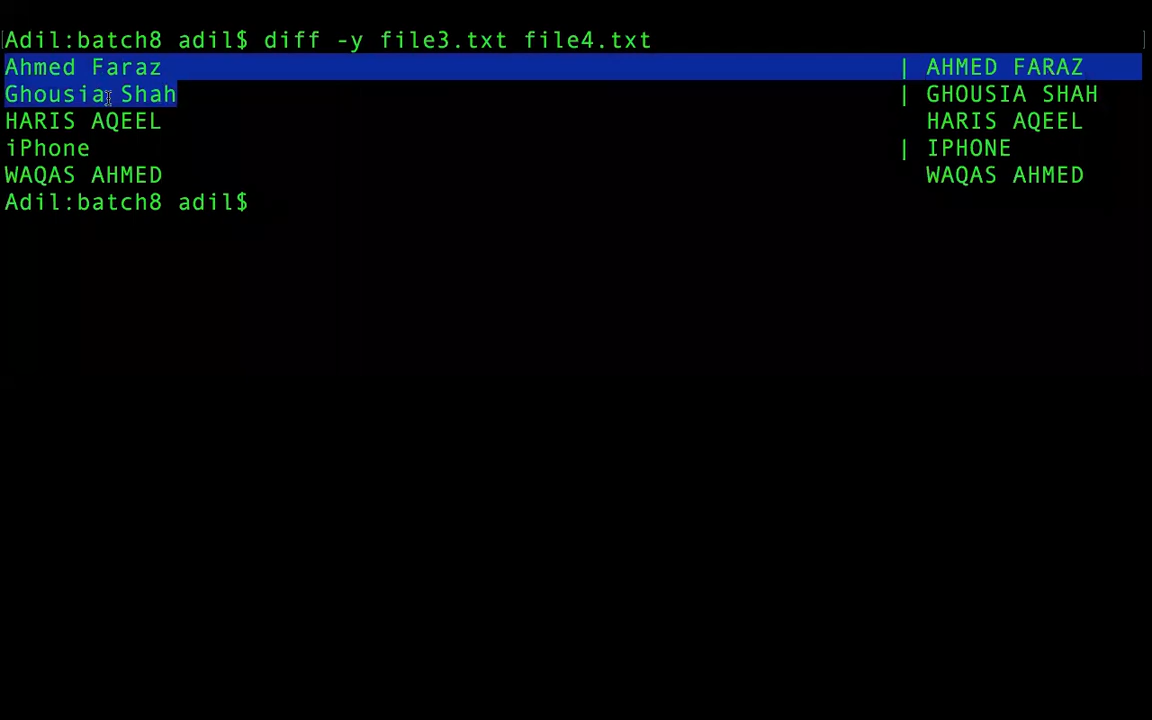 Adil:batch8 adil$ diff -y file3.txt file4.txt
Ahmed Faraz | AHMED FARAZ
Ghousia Shah | GHOUSIA SHAH
HARIS AQEEL HARIS AQEEL
iPhone | IPHONE
WAQAS AHMED WAQAS AHMED
Adil:batch8 adil$